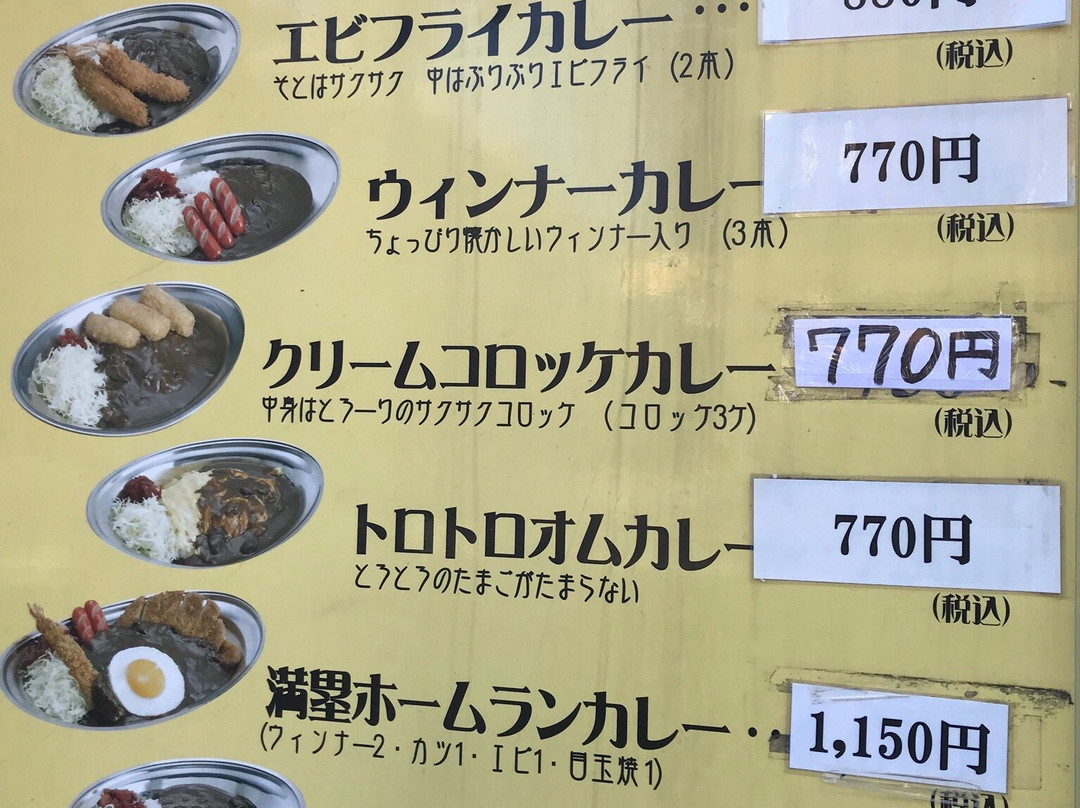 エビフライカレー・・・
そとはサクサク 中はぷりぷりエビフライ (2本)
(税込)
ウィンナーカレー
770円
ちょっぴり懐かしいウィンナー入り (3本)
(税込)
クリームコロッケカレー
770円
中身はとろーりのサクサクコロッケ (コロッケ3ケ)
(税込)
トロトロオムカレー
770円
とろとろのたまごがたまらない
(税込)
満塁ホームランカレー・・
1,150円
(ウィンナー2・カツ1・エビ1・目玉焼1)
(税込)